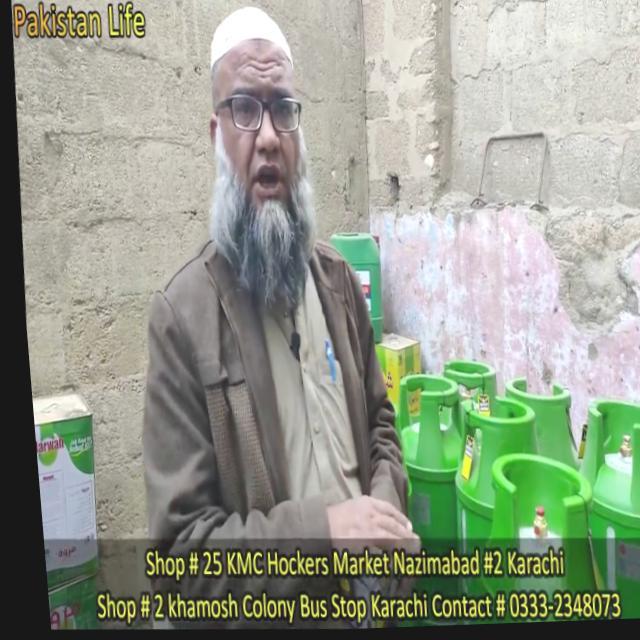 Pakistan Life
Marwah
Shop # 25 KMC Hockers Market Nazimabad #2 Karachi
Shop # 2 khamosh Colony Bus Stop Karachi Contact # 0333-2348073